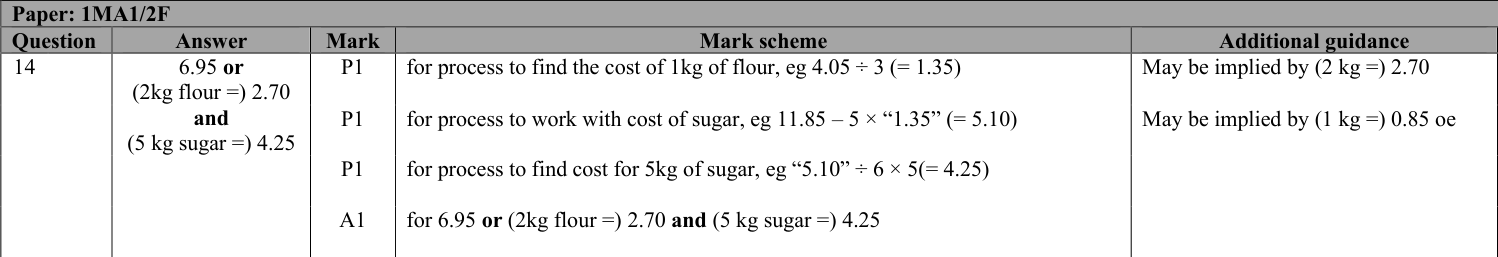 Paper: 1MA1/2F
Question Answer Mark Mark scheme Additional guidance
14 6.95 or P1 for process to find the cost of 1kg of flour, eg 4.05 ÷ 3 (= 1.35) May be implied by (2 kg =) 2.70
(2kg flour =) 2.70
and P1 for process to work with cost of sugar, eg 11.85 – 5 × “1.35” (= 5.10) May be implied by (1 kg =) 0.85 oe
(5 kg sugar =) 4.25
P1 for process to find cost for 5kg of sugar, eg “5.10” ÷ 6 × 5(= 4.25)
A1 for 6.95 or (2kg flour =) 2.70 and (5 kg sugar =) 4.25